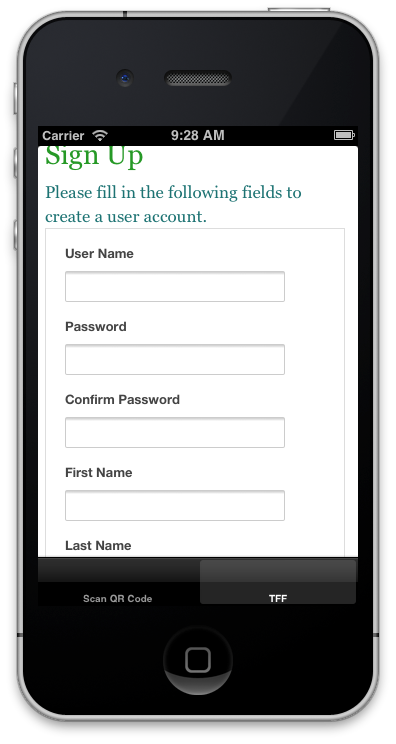 Carrier 9:28 AM
Sign Up
Please fill in the following fields to
create a user account.
User Name
Password
Confirm Password
First Name
Last Name
Scan QR Code TFF